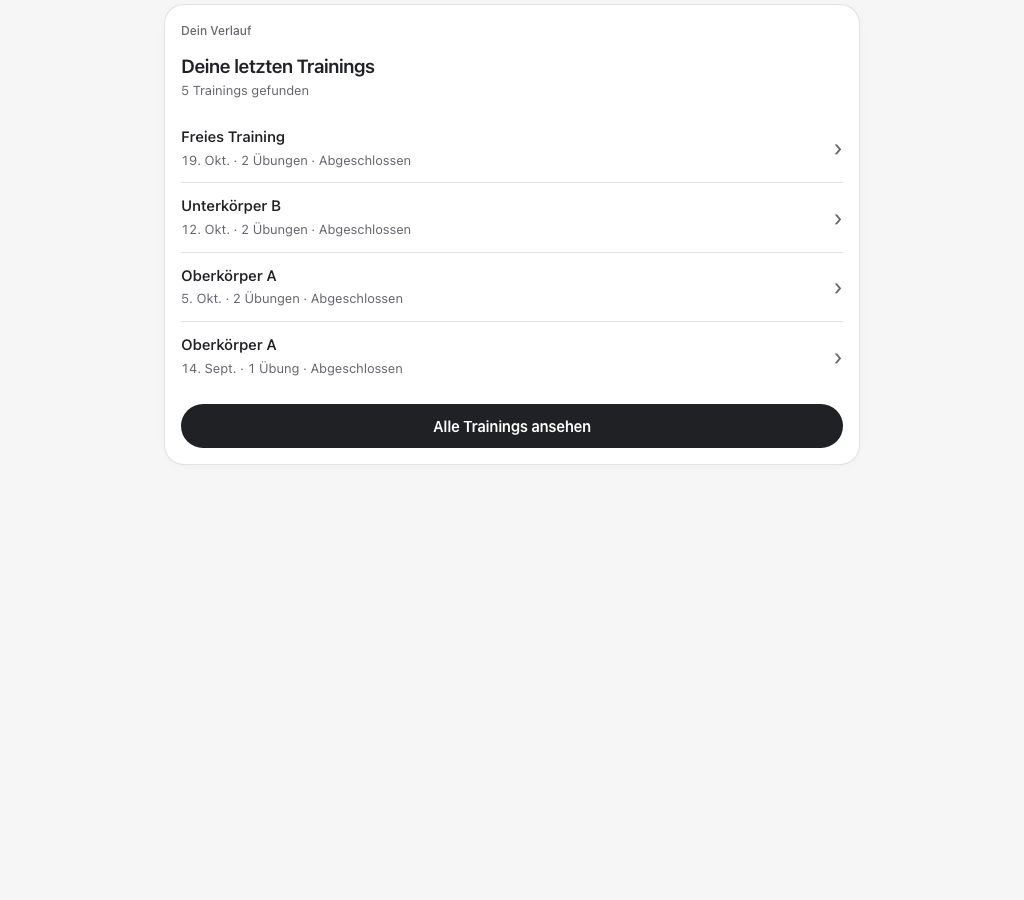 Dein Verlauf
Deine letzten Trainings
5 Trainings gefunden
Freies Training
19. Okt. · 2 Übungen · Abgeschlossen
Unterkörper B
12. Okt. · 2 Übungen · Abgeschlossen
Oberkörper A
5. Okt. · 2 Übungen · Abgeschlossen
Oberkörper A
14. Sept. · 1 Übung · Abgeschlossen
Alle Trainings ansehen